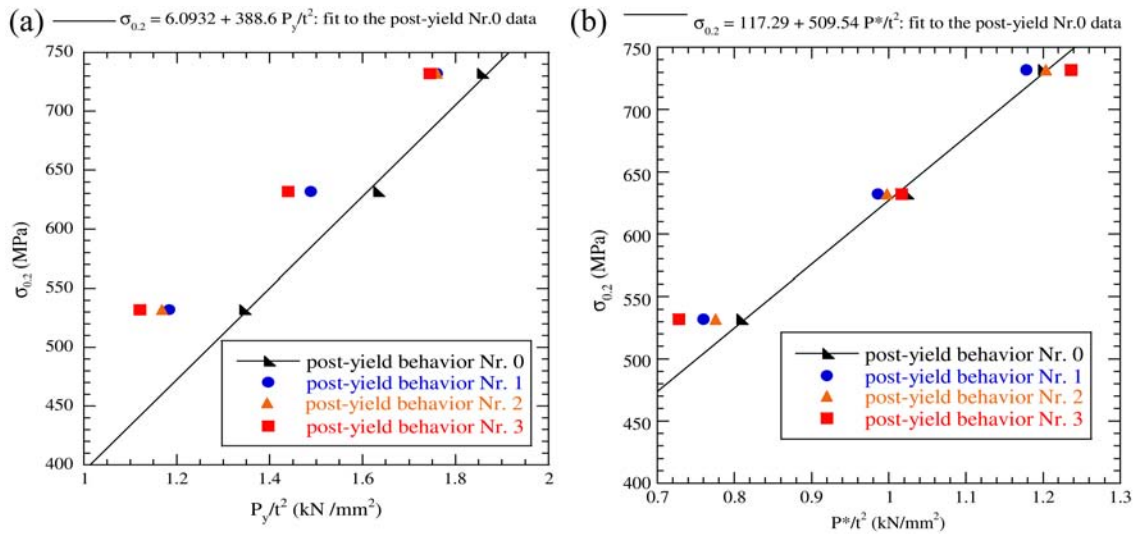 (a)
σ0.2 = 6.0932 + 388.6 Py/t²: fit to the post-yield Nr.0 data
750
700
650
600
550
500
450
400
σ0.2 (MPa)
post-yield behavior Nr. 0
post-yield behavior Nr. 1
post-yield behavior Nr. 2
post-yield behavior Nr. 3
1 1.2 1.4 1.6 1.8 2
Py/t² (kN /mm²)
(b)
σ0.2 = 117.29 + 509.54 P*/t²: fit to the post-yield Nr.0 data
750
700
650
600
550
500
450
400
σ0.2 (MPa)
post-yield behavior Nr. 0
post-yield behavior Nr. 1
post-yield behavior Nr. 2
post-yield behavior Nr. 3
0.7 0.8 0.9 1 1.1 1.2 1.3
P*/t² (kN/mm²)